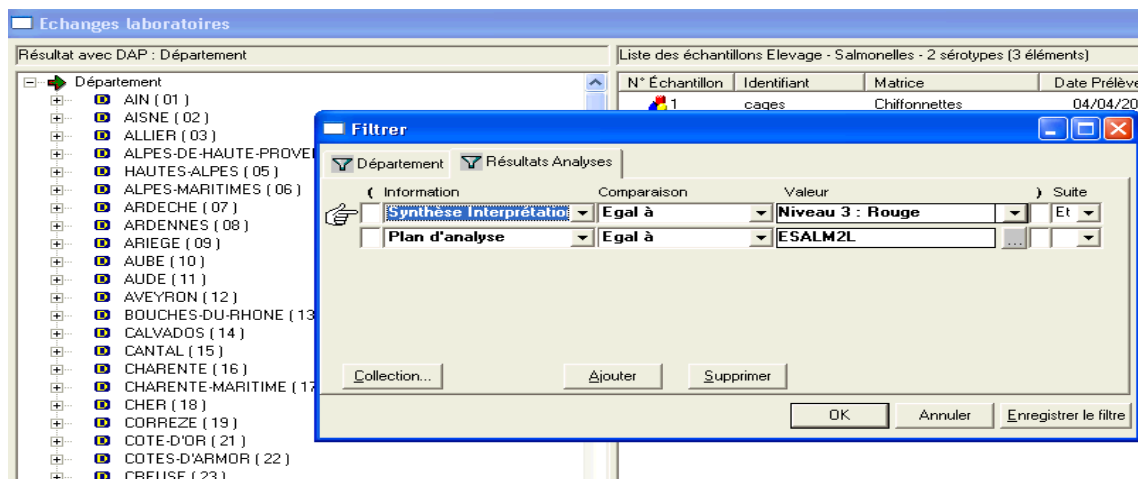 Echanges laboratoires
Résultat avec DAP : Département
Liste des échantillons Elevage - Salmonelles - 2 sérotypes (3 éléments)
Département
AIN ( 01 )
AISNE ( 02 )
ALLIER ( 03 )
ALPES-DE-HAUTE-PROVE
HAUTES-ALPES ( 05 )
ALPES-MARITIMES ( 06 )
ARDECHE ( 07 )
ARDENNES ( 08 )
ARIEGE ( 09 )
AUBE ( 10 )
AUDE ( 11 )
AVEYRON ( 12 )
BOUCHES-DU-RHONE ( 13
CALVADOS ( 14 )
CANTAL ( 15 )
CHARENTE ( 16 )
CHARENTE-MARITIME ( 17
CHER ( 18 )
CORREZE ( 19 )
COTE-D'OR ( 21 )
COTES-D'ARMOR ( 22 )
CREUSE ( 23 )
N° Échantillon Identifiant Matrice Date Prélève
1 cages Chiffonnettes 04/04/20
Filtrer
Département Résultats Analyses
( Information Comparaison Valeur ) Suite
Synthèse Interprétatio Egal à Niveau 3 : Rouge Et
Plan d'analyse Egal à ESALM2L ...
Collection... Ajouter Supprimer
OK Annuler Enregistrer le filtre